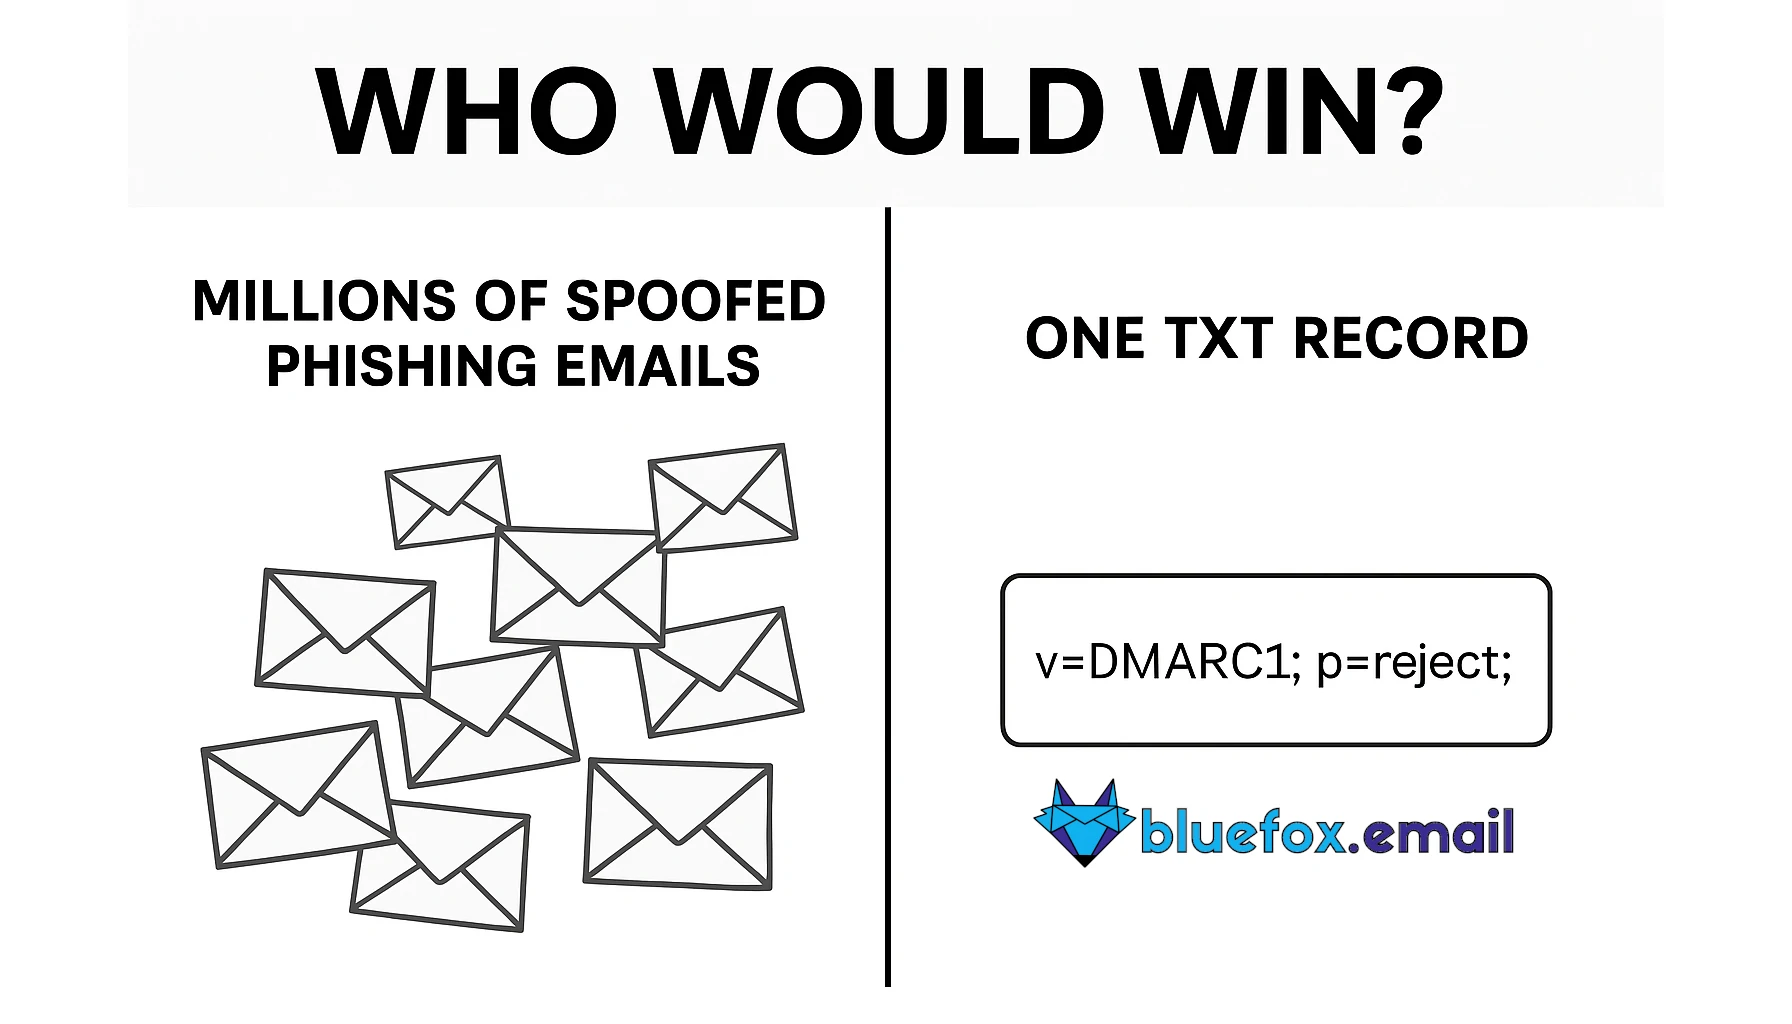 WHO WOULD WIN?
MILLIONS OF SPOOFED
PHISHING EMAILS
ONE TXT RECORD
v=DMARC1; p=reject;
bluefox.email